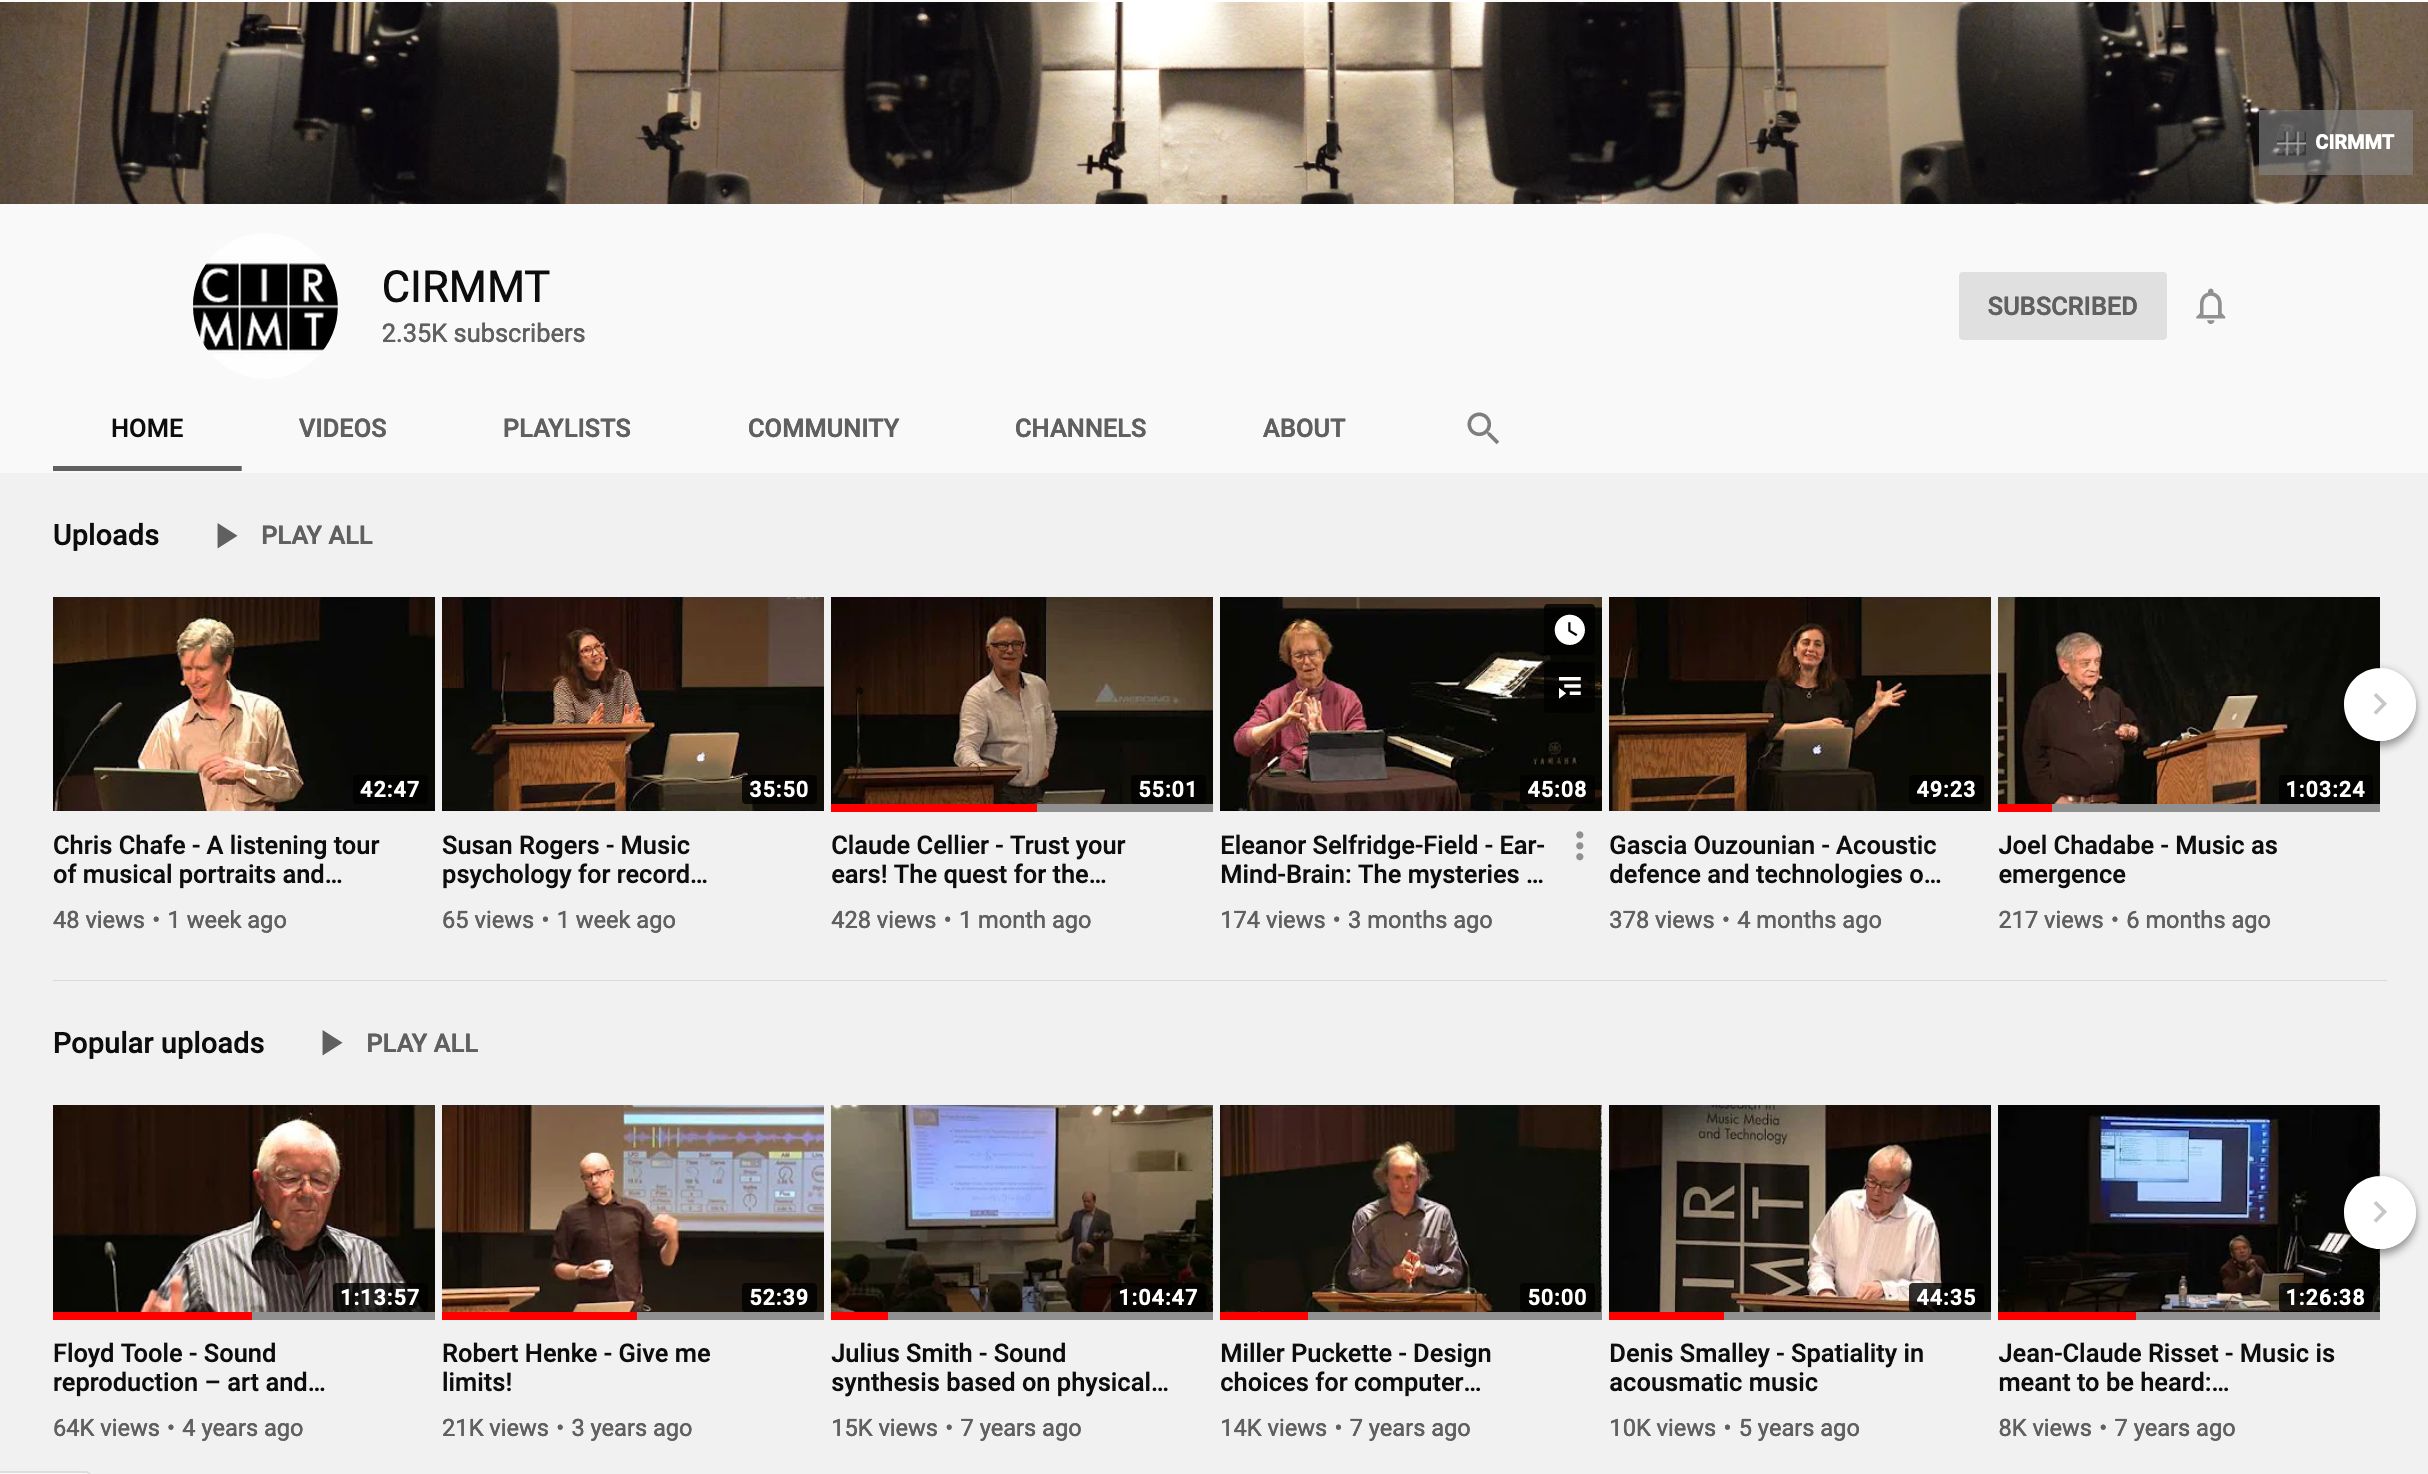 CIRMMT
CIR
MMT
CIRMMT
2.35K subscribers
SUBSCRIBED
HOME
VIDEOS
PLAYLISTS
COMMUNITY
CHANNELS
ABOUT
Uploads
PLAY ALL
MERGING
YAMAHA
42:47
35:50
55:01
45:08
49:23
1:03:24
Chris Chafe - A listening tour
of musical portraits and...
48 views • 1 week ago
Susan Rogers - Music
psychology for record...
65 views • 1 week ago
Claude Cellier - Trust your
ears! The quest for the...
428 views • 1 month ago
Eleanor Selfridge-Field - Ear-
Mind-Brain: The mysteries ...
174 views • 3 months ago
Gascia Ouzounian - Acoustic
defence and technologies o...
378 views • 4 months ago
Joel Chadabe - Music as
emergence
217 views • 6 months ago
Popular uploads
PLAY ALL
Research in
Music Media
and Technology
IR
MT
1:13:57
52:39
1:04:47
50:00
44:35
1:26:38
Floyd Toole - Sound
reproduction – art and...
64K views • 4 years ago
Robert Henke - Give me
limits!
21K views • 3 years ago
Julius Smith - Sound
synthesis based on physical...
15K views • 7 years ago
Miller Puckette - Design
choices for computer...
14K views • 7 years ago
Denis Smalley - Spatiality in
acousmatic music
10K views • 5 years ago
Jean-Claude Risset - Music is
meant to be heard:...
8K views • 7 years ago